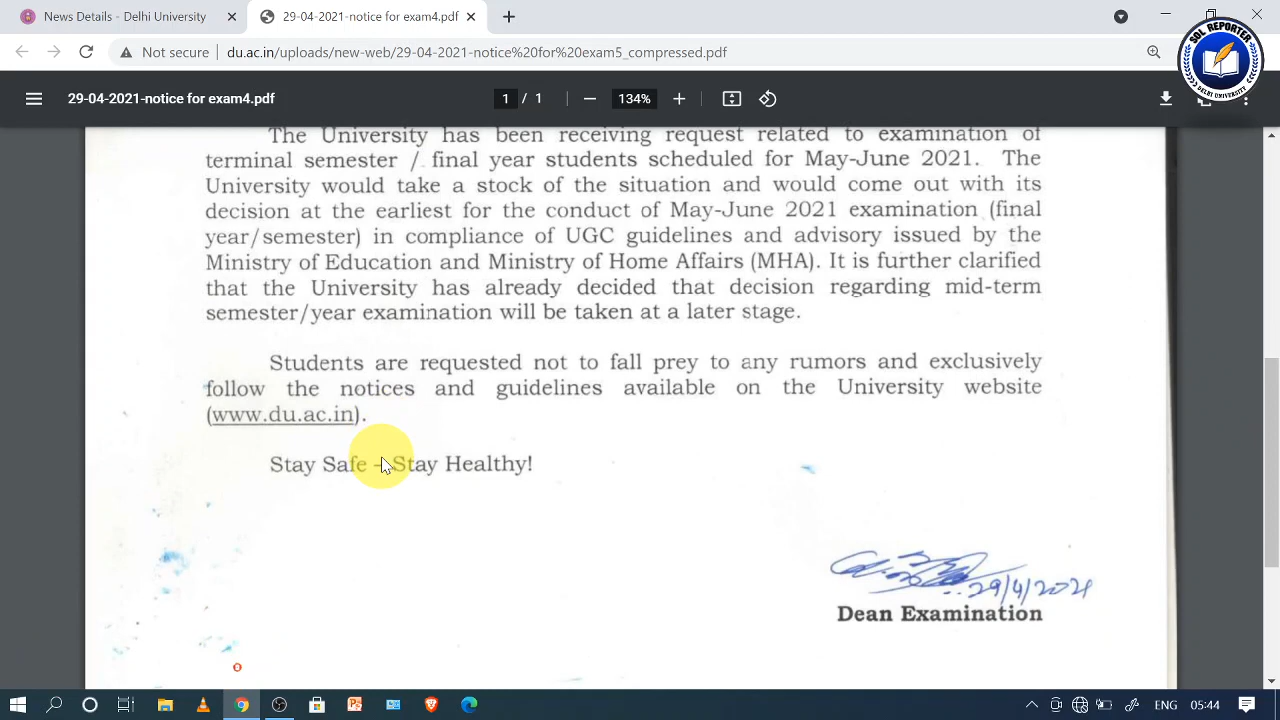 News Details - Delhi University
29-04-2021-notice for exam4.pdf
Not secure
du.ac.in/uploads/new-web/29-04-2021-notice%20for%20exam5_compressed.pdf
SOL REPORTER
DELHI UNIVERSITY
29-04-2021-notice for exam4.pdf
1 / 1
134%
The University has been receiving request related to examination of
terminal semester / final year students scheduled for May-June 2021. The
University would take a stock of the situation and would come out with its
decision at the earliest for the conduct of May-June 2021 examination (final
year/semester) in compliance of UGC guidelines and advisory issued by the
Ministry of Education and Ministry of Home Affairs (MHA). It is further clarified
that the University has already decided that decision regarding mid-term
semester/year examination will be taken at a later stage.
Students are requested not to fall prey to any rumors and exclusively
follow the notices and guidelines available on the University website
(www.du.ac.in).
Stay Safe - Stay Healthy!
29/4/2021
Dean Examination
ENG
05:44